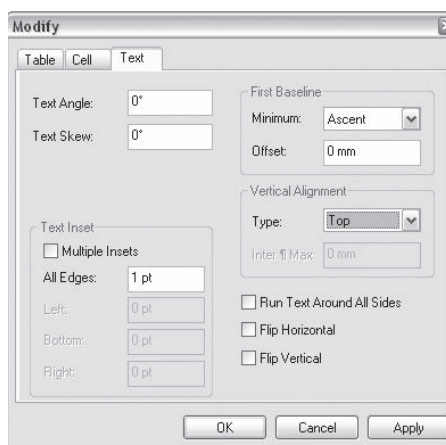 Modify
Table Cell Text
Text Angle: 0°
Text Skew: 0°
Text Inset
Multiple Insets
All Edges: 1 pt
Left: 0 pt
Bottom: 0 pt
Right: 0 pt
First Baseline
Minimum: Ascent
Offset: 0 mm
Vertical Alignment
Type: Top
Inter ¶ Max: 0 mm
Run Text Around All Sides
Flip Horizontal
Flip Vertical
OK Cancel Apply